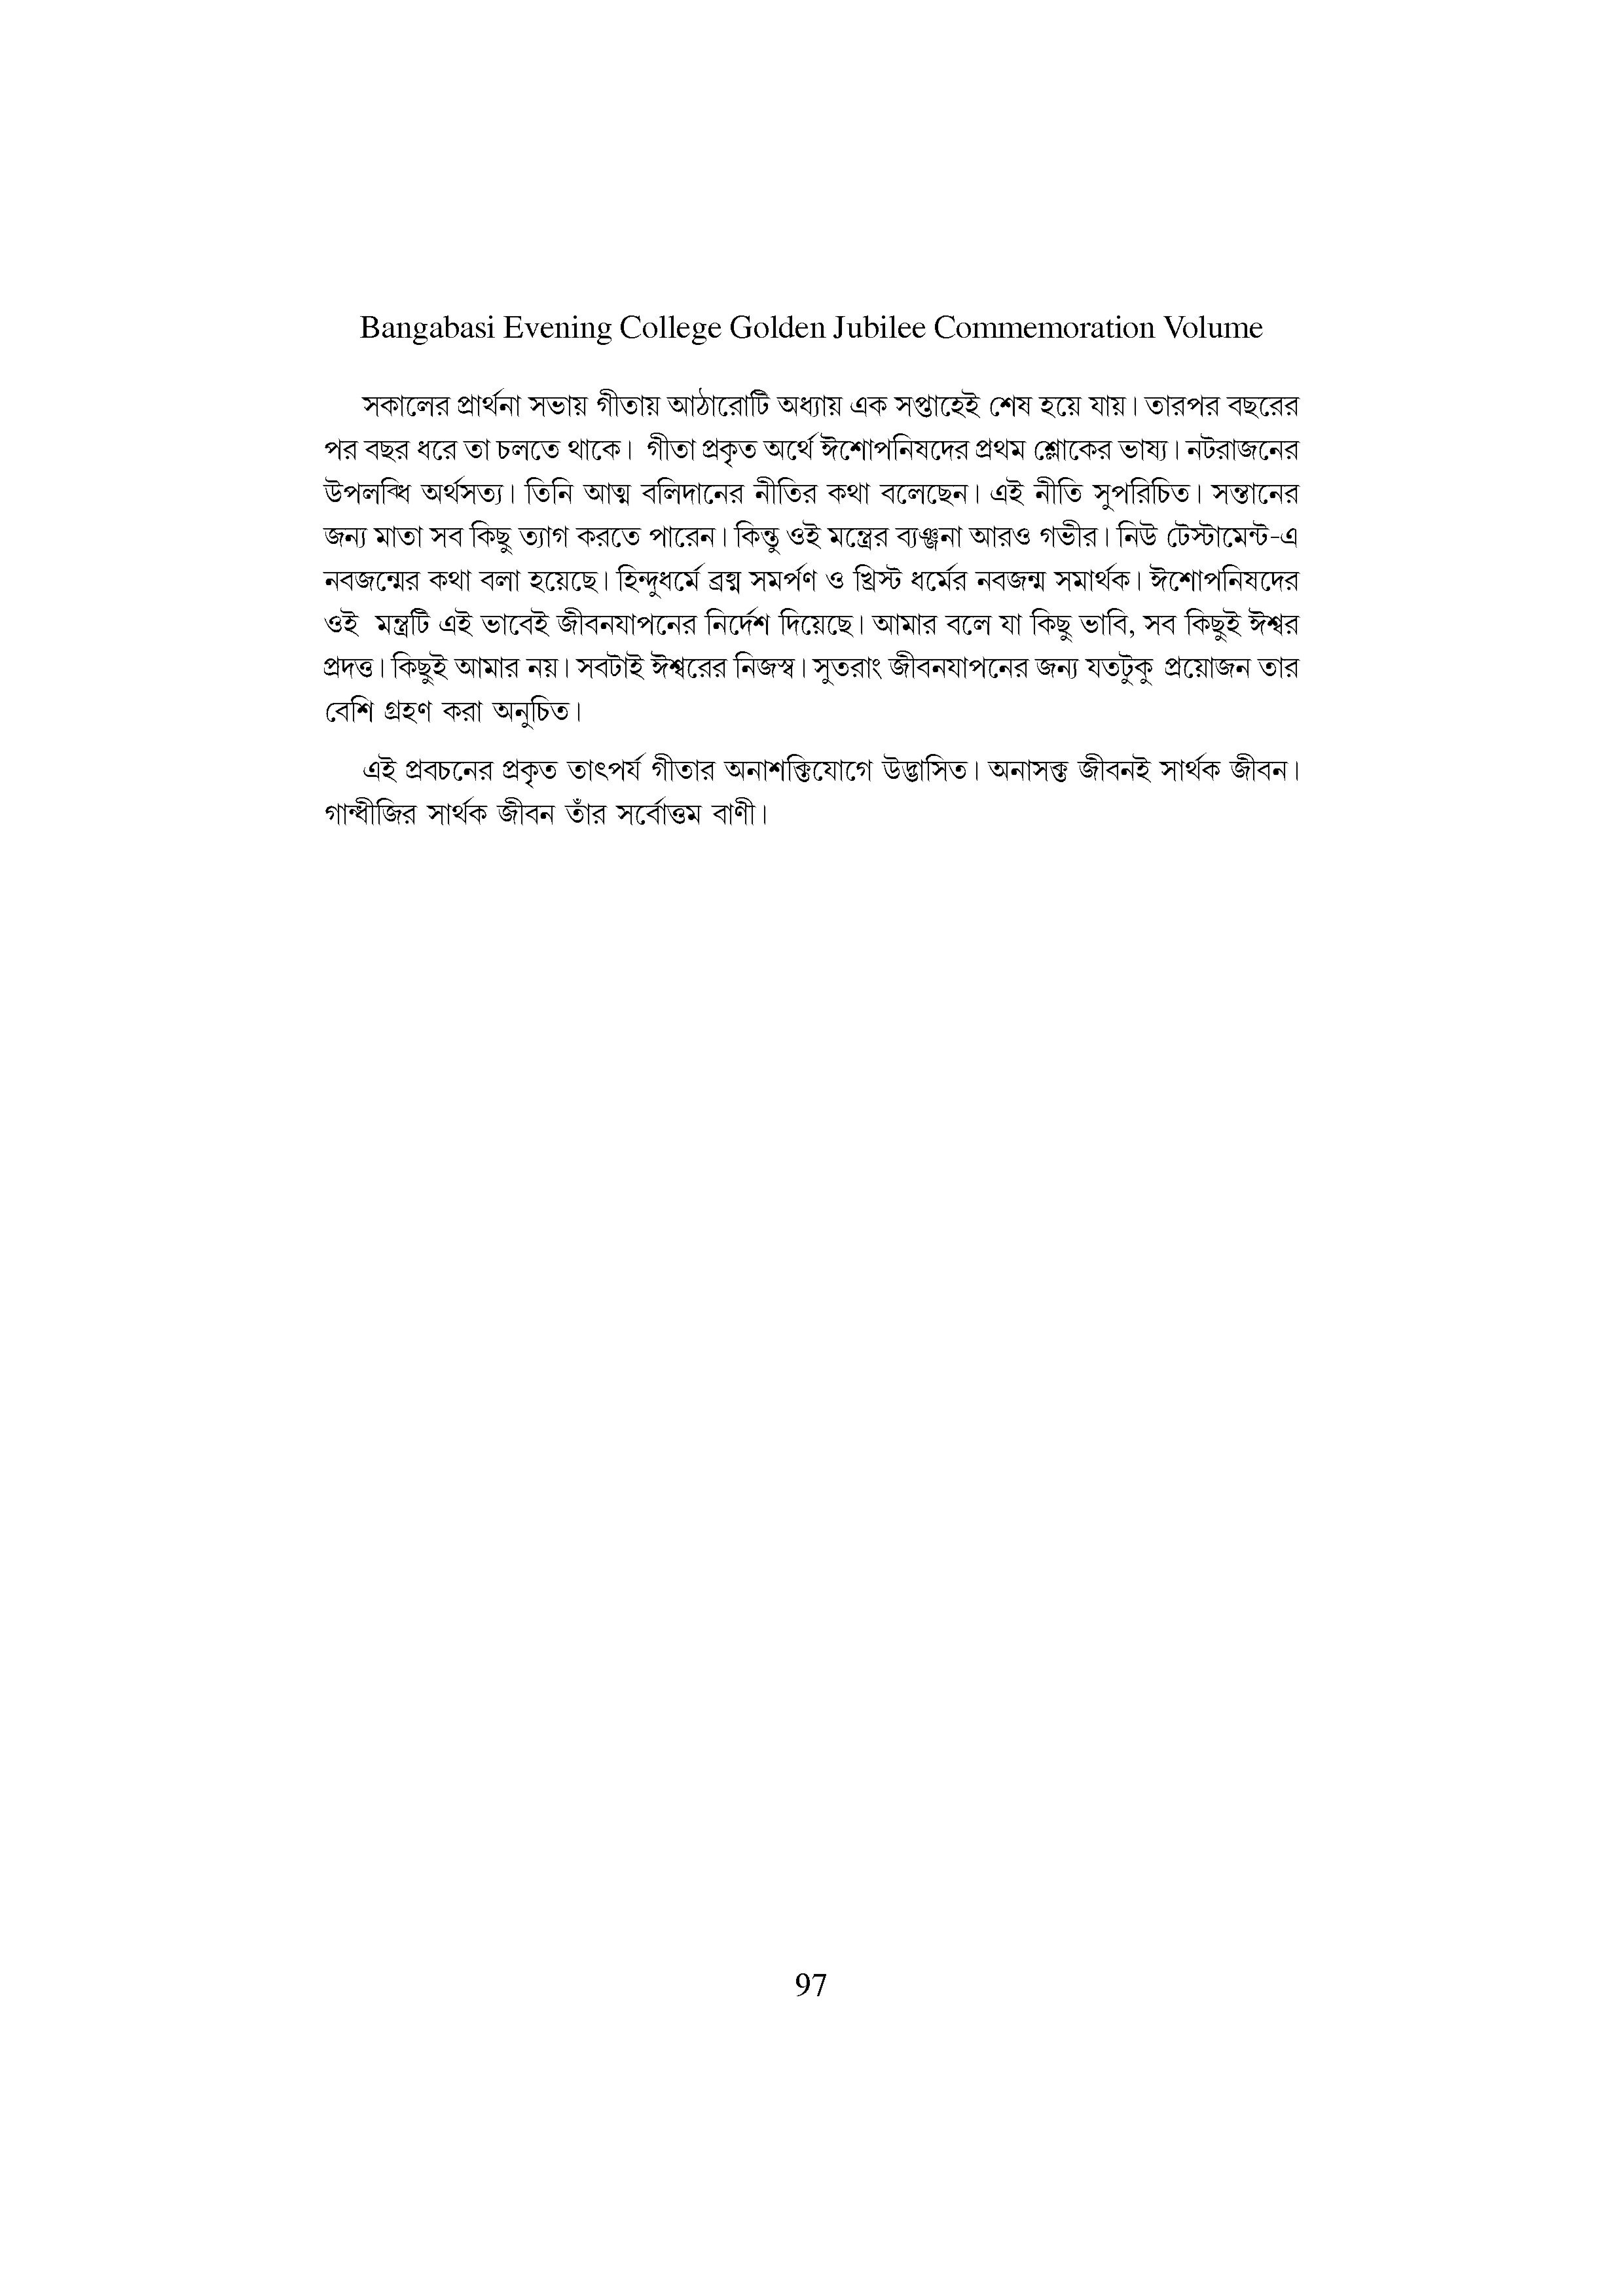 Bangabasi Evening College Golden Jubilee Commemoration Volume
সকালের প্রার্থনা সভায় গীতায় আঠারোটি অধ্যায় এক সপ্তাহেই শেষ হয়ে যায়। তারপর বছরের
পর বছর ধরে তা চলতে থাকে। গীতা প্রকৃত অর্থে ঈশোপনিষদের প্রথম শ্লোকের ভাষ্য। নটরাজনের
উপলব্ধি অর্থসত্য। তিনি আত্ম বলিদানের নীতির কথা বলেছেন। এই নীতি সুপরিচিত। সন্তানের
জন্য মাতা সব কিছু ত্যাগ করতে পারেন। কিন্তু ওই মন্ত্রের ব্যঞ্জনা আরও গভীর। নিউ টেস্টামেন্ট-এ
নবজন্মের কথা বলা হয়েছে। হিন্দুধর্মে ব্রহ্ম সমর্পণ ও খ্রিস্ট ধর্মের নবজন্ম সমার্থক। ঈশোপনিষদের
ওই মন্ত্রটি এই ভাবেই জীবনযাপনের নির্দেশ দিয়েছে। আমার বলে যা কিছু ভাবি, সব কিছুই ঈশ্বর
প্রদত্ত। কিছুই আমার নয়। সবটাই ঈশ্বরের নিজস্ব। সুতরাং জীবনযাপনের জন্য যতটুকু প্রয়োজন তার
বেশি গ্রহণ করা অনুচিত।
এই প্রবচনের প্রকৃত তাৎপর্য গীতার অনাশক্তিযোগে উদ্ভাসিত। অনাসক্ত জীবনই সার্থক জীবন।
গান্ধীজির সার্থক জীবন তাঁর সর্বোত্তম বাণী।
97